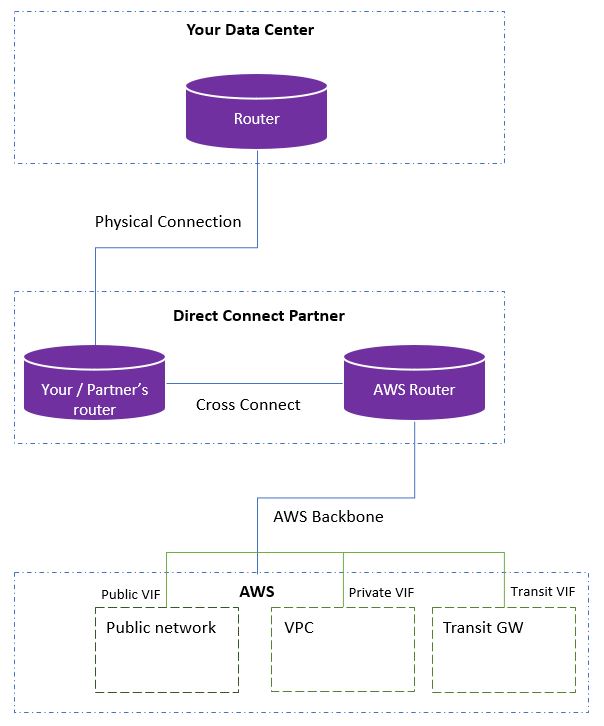 Your Data Center
Router
Physical Connection
Direct Connect Partner
Your / Partner’s
router
AWS Router
Cross Connect
AWS Backbone
Public VIF
AWS
Private VIF
Transit VIF
Public network
VPC
Transit GW